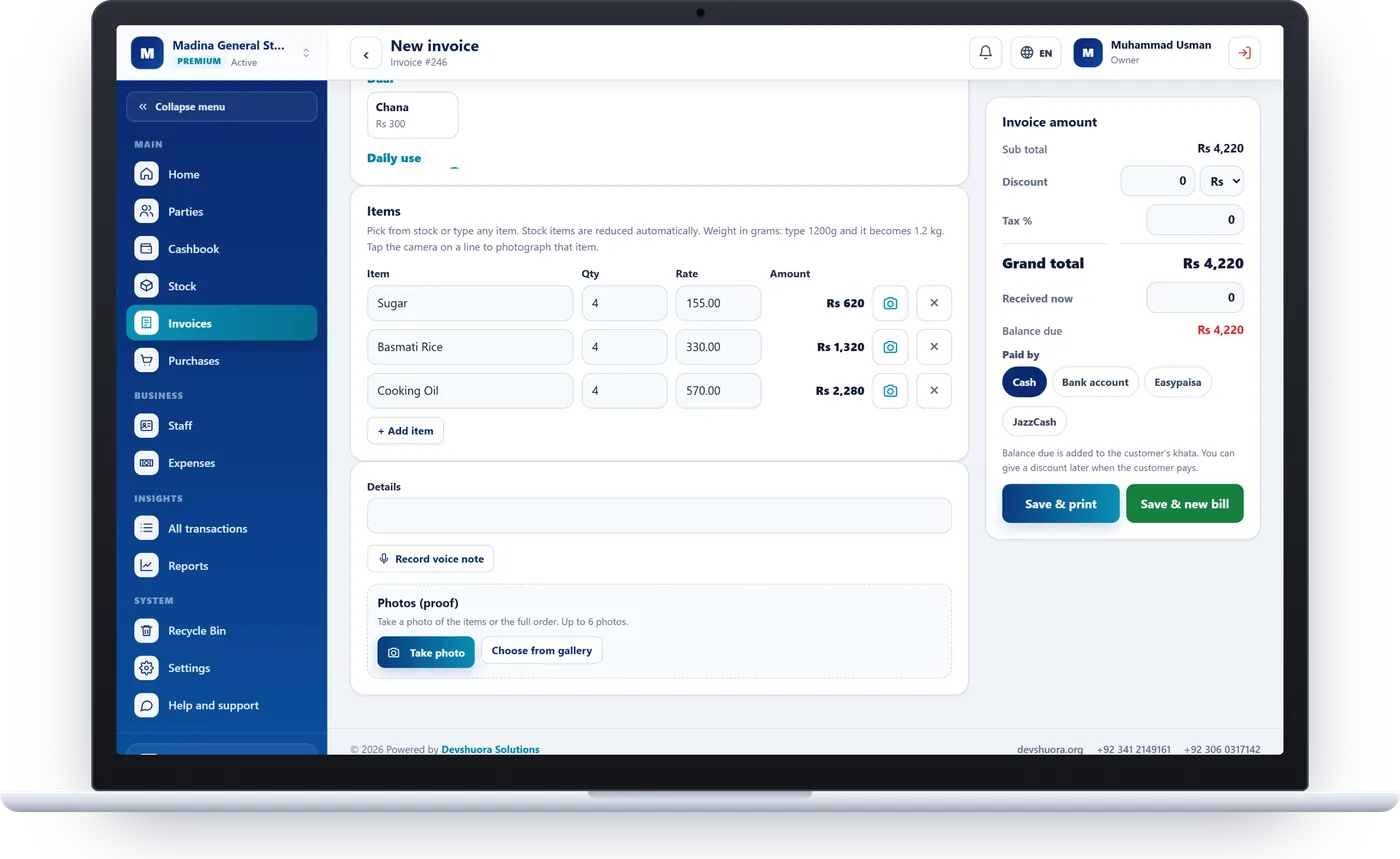 M
Madina General St...
PREMIUM Active
Collapse menu
MAIN
Home
Parties
Cashbook
Stock
Invoices
Purchases
BUSINESS
Staff
Expenses
INSIGHTS
All transactions
Reports
SYSTEM
Recycle Bin
Settings
Help and support
New invoice
Invoice #246
EN
M
Muhammad Usman
Owner
Chana
Rs 300
Daily use
Items
Pick from stock or type any item. Stock items are reduced automatically. Weight in grams: type 1200g and it becomes 1.2 kg.
Tap the camera on a line to photograph that item.
Item Qty Rate Amount
Sugar 4 155.00 Rs 620
Basmati Rice 4 330.00 Rs 1,320
Cooking Oil 4 570.00 Rs 2,280
+ Add item
Details
Record voice note
Photos (proof)
Take a photo of the items or the full order. Up to 6 photos.
Take photo Choose from gallery
Invoice amount
Sub total Rs 4,220
Discount 0 Rs
Tax % 0
Grand total Rs 4,220
Received now 0
Balance due Rs 4,220
Paid by
Cash Bank account Easypaisa
JazzCash
Balance due is added to the customer's khata. You can
give a discount later when the customer pays.
Save & print Save & new bill
© 2026 Powered by Devshuora Solutions
devshuora.org +92 341 2149161 +92 306 0317142